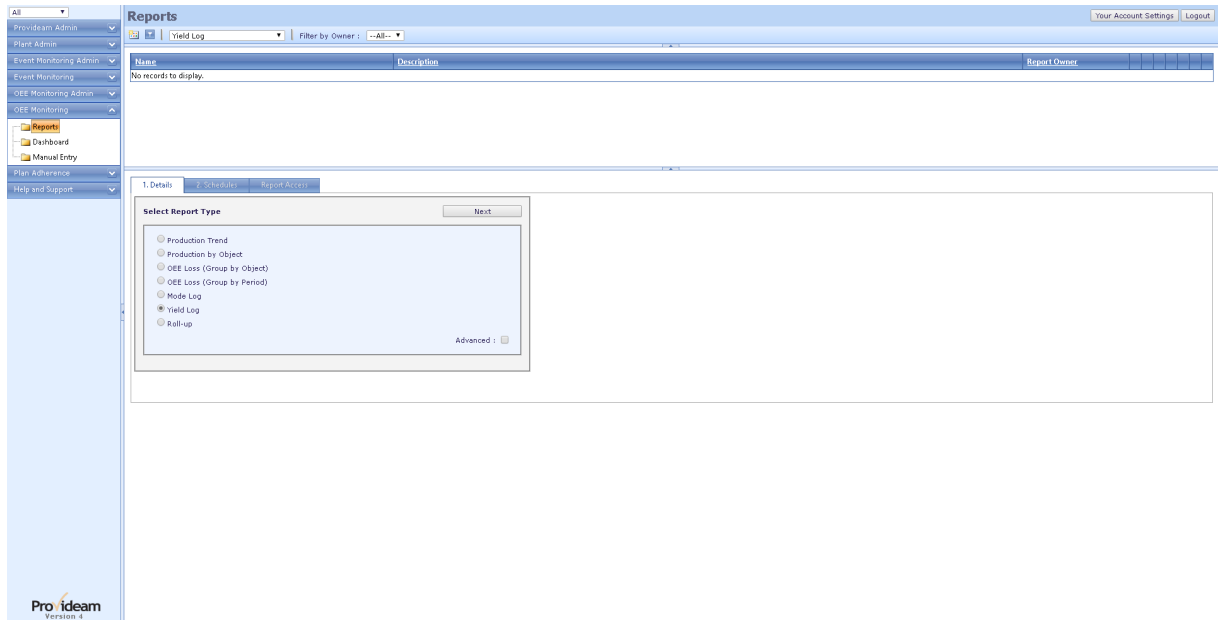 All
Reports
Your Account Settings
Logout
Provideam Admin
Plant Admin
Event Monitoring Admin
Event Monitoring
OEE Monitoring Admin
OEE Monitoring
Reports
Dashboard
Manual Entry
Plan Adherence
Help and Support
Yield Log
Filter by Owner :
--All--
Name Description Report Owner
No records to display.
1. Details
2. Schedules
Report Access
Select Report Type
Next
Production Trend
Production by Object
OEE Loss (Group by Object)
OEE Loss (Group by Period)
Mode Log
Yield Log
Roll-up
Advanced :
Provideam
Version 4